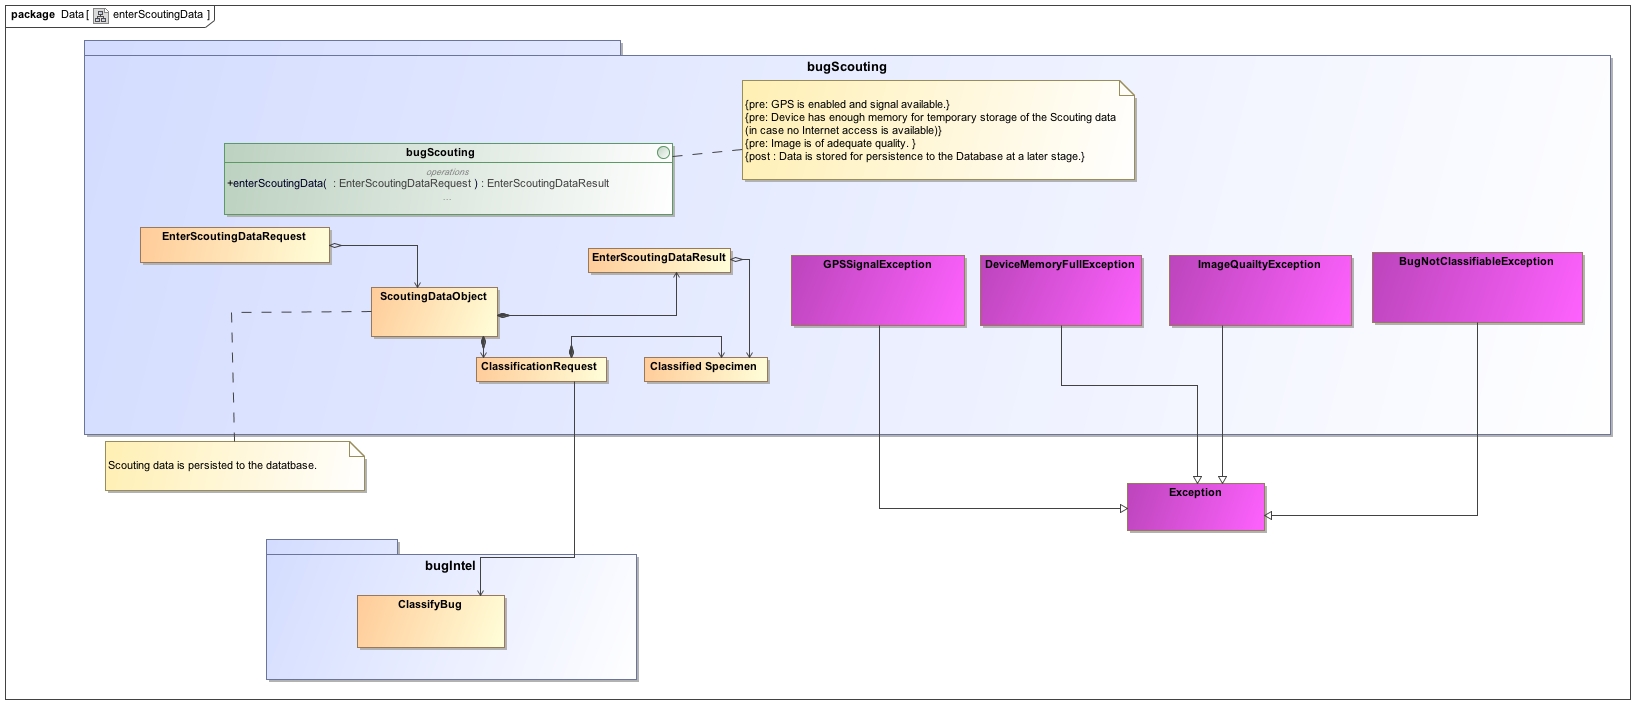 package Data[ enterScoutingData ]
bugScouting
{pre: GPS is enabled and signal available.}
{pre: Device has enough memory for temporary storage of the Scouting data
(in case no Internet access is available)}
{pre: Image is of adequate quality. }
{post : Data is stored for persistence to the Database at a later stage.}
bugScouting
operations
+enterScoutingData( : EnterScoutingDataRequest ) : EnterScoutingDataResult
...
EnterScoutingDataRequest
EnterScoutingDataResult
GPSSignalException
DeviceMemoryFullException
ImageQuailtyException
BugNotClassifiableException
ScoutingDataObject
ClassificationRequest
Classified Specimen
Scouting data is persisted to the datatbase.
Exception
bugIntel
ClassifyBug